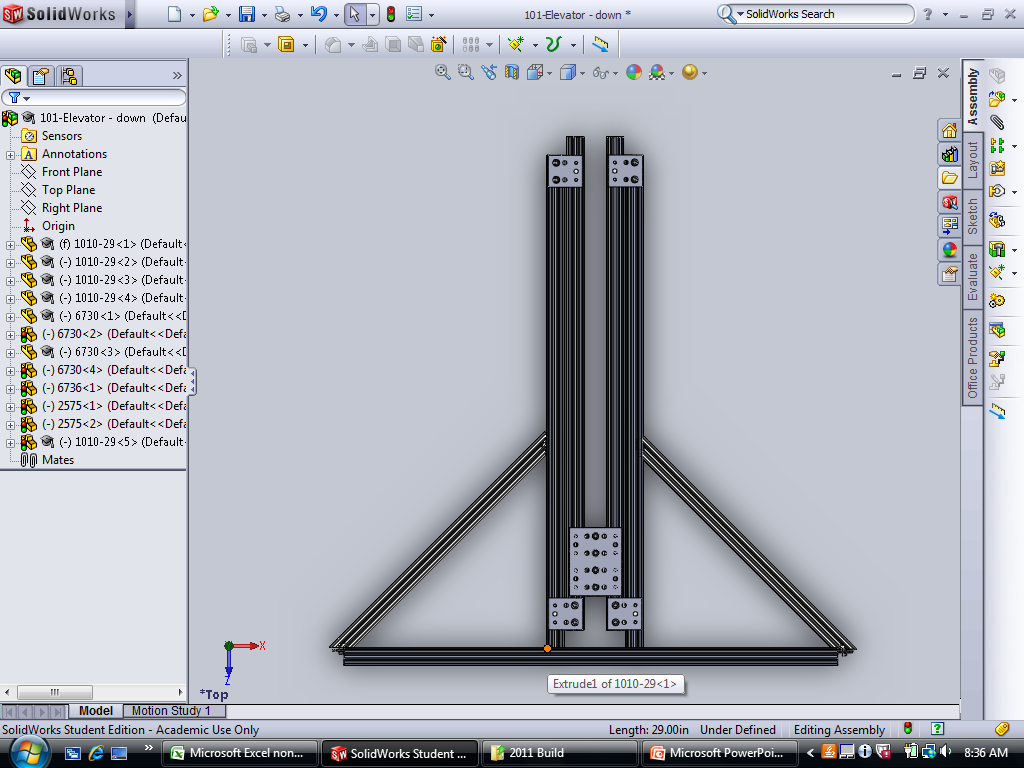 SolidWorks
101-Elevator - down *
SolidWorks Search
101-Elevator - down (Defau
Sensors
A Annotations
Front Plane
Top Plane
Right Plane
Origin
(f) 1010-29<1> (Default<
(-) 1010-29<2> (Default<
(-) 1010-29<3> (Default<
(-) 1010-29<4> (Default<
(-) 6730<1> (Default<<D
(-) 6730<2> (Default<<Defa
(-) 6730<3> (Default<<D
(-) 6730<4> (Default<<Defa
(-) 6736<1> (Default<<Defa
(-) 2575<1> (Default<<Defa
(-) 2575<2> (Default<<Defa
(-) 1010-29<5> (Default<
Mates
Assembly
Layout
Sketch
Evaluate
Office Products
X
Z
*Top
Extrude1 of 1010-29<1>
Model
Motion Study 1
SolidWorks Student Edition - Academic Use Only
Length: 29.00in
Under Defined
Editing Assembly
Microsoft Excel non...
SolidWorks Student ...
2011 Build
Microsoft PowerPoi...
8:36 AM